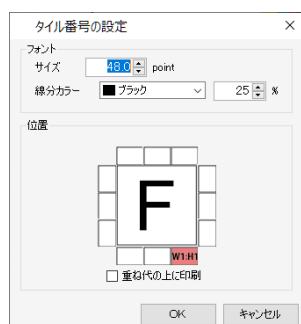 タイル番号の設定
フォント
サイズ 48.0 point
線分カラー ブラック 25 %
位置
F
W1:H1
重ね代の上に印刷
OK キャンセル